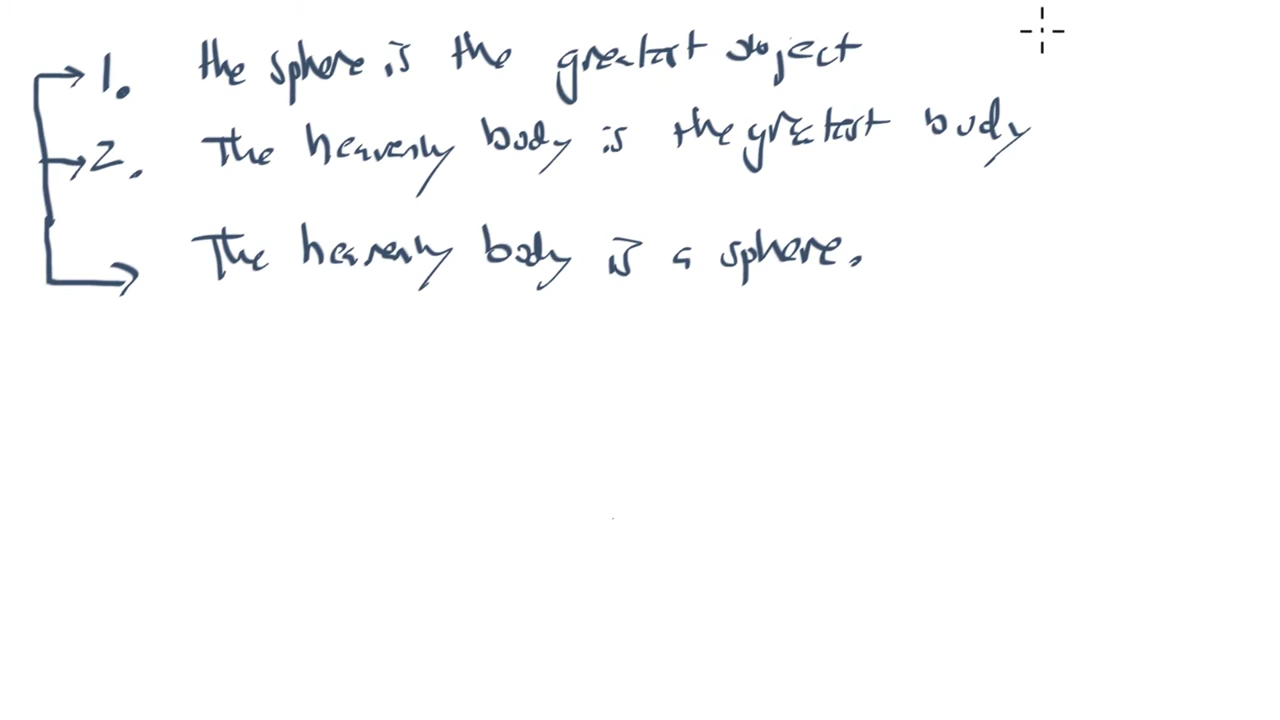 1. the sphere is the greatest object
2. The heavenly body is the greatest body
The heavenly body is a sphere.